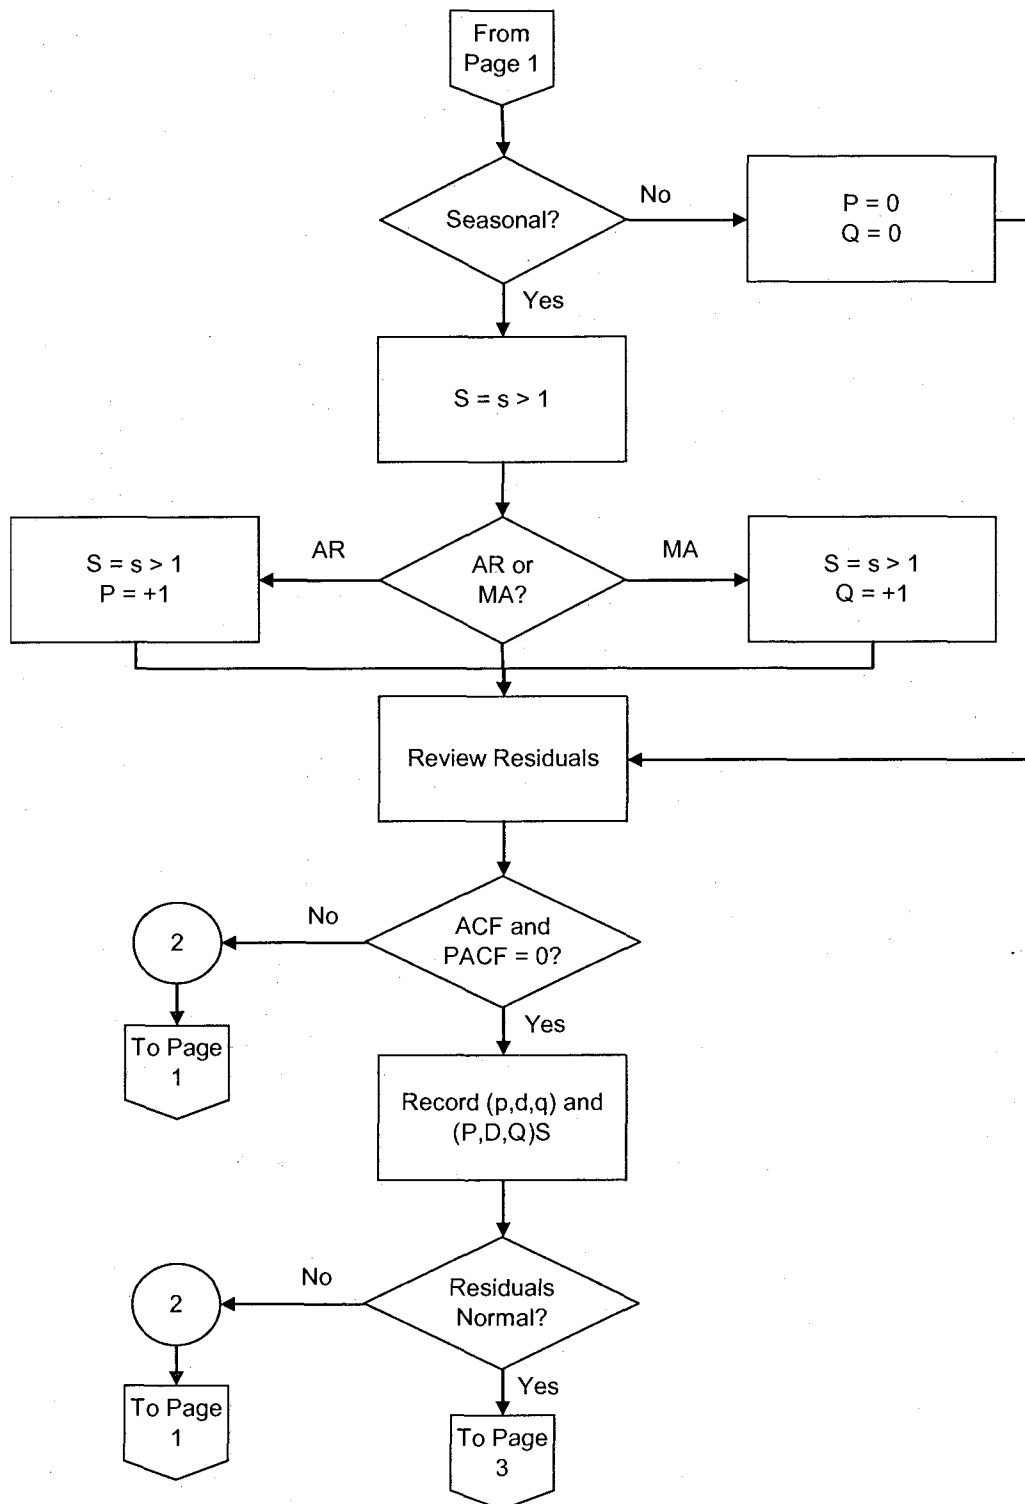 From
Page 1
Seasonal?
No
P = 0
Q = 0
Yes
S = s > 1
AR
AR or
MA?
MA
S = s > 1
P = +1
S = s > 1
Q = +1
Review Residuals
ACF and
PACF = 0?
No
2
To Page
1
Yes
Record (p,d,q) and
(P,D,Q)S
Residuals
Normal?
No
2
To Page
1
Yes
To Page
3